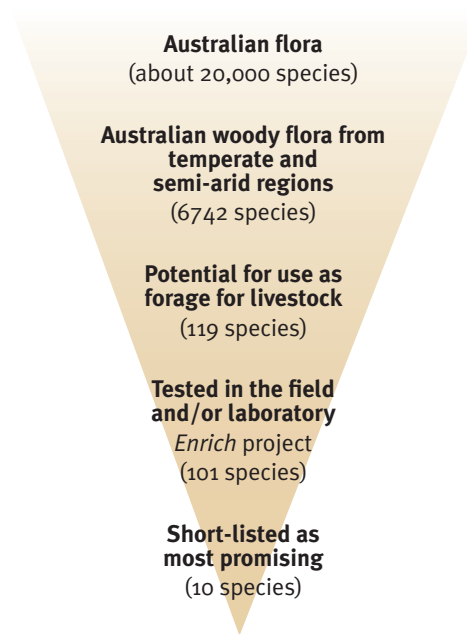 Australian flora
(about 20,000 species)
Australian woody flora from
temperate and
semi-arid regions
(6742 species)
Potential for use as
forage for livestock
(119 species)
Tested in the field
and/or laboratory
Enrich project
(101 species)
Short-listed as
most promising
(10 species)